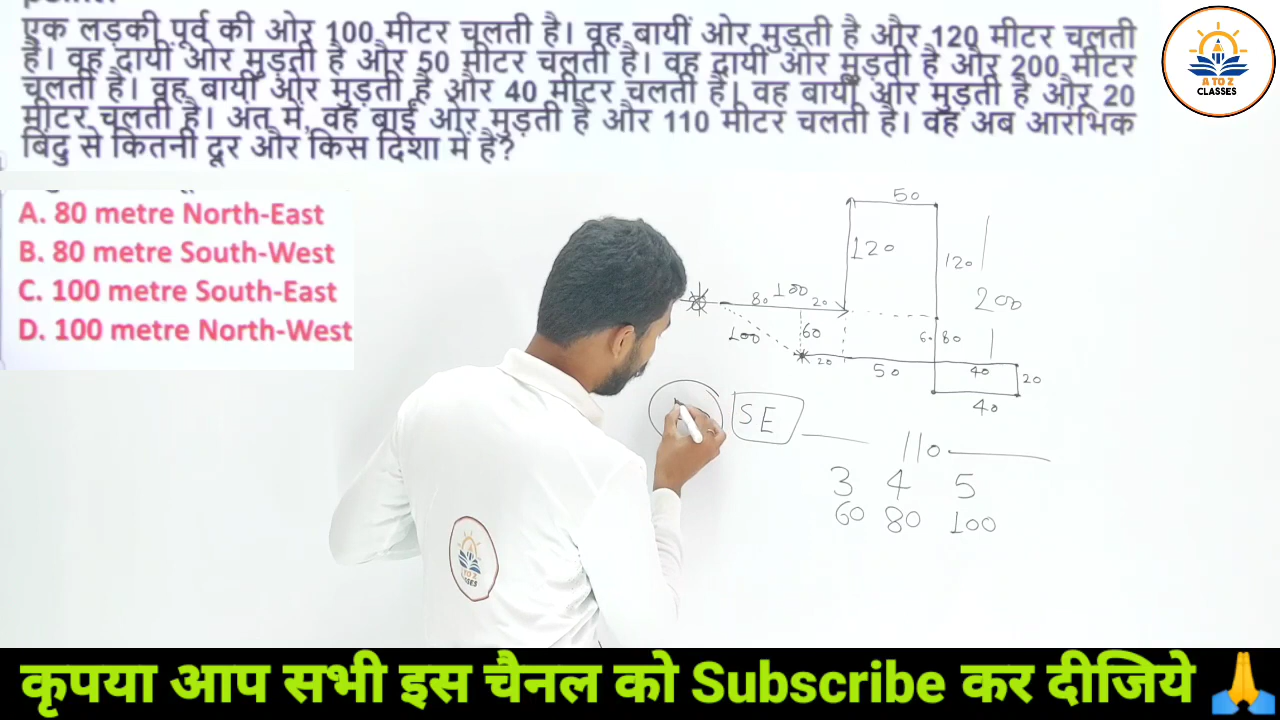 एक लड़की पूर्व की ओर 100 मीटर चलती है। वह बायीं ओर मुड़ती है और 120 मीटर चलती
है। वह दायीं ओर मुड़ती है और 50 मीटर चलती है। वह दायीं ओर मुड़ती है और 200 मीटर
चलती है। वह बायीं ओर मुड़ती है और 40 मीटर चलती है। वह बायीं ओर मुड़ती है और 20
मीटर चलती है। अंत में, वह बाईं ओर मुड़ती है और 110 मीटर चलती है। वह अब आरंभिक
बिंदु से कितनी दूर और किस दिशा में है?
A TO Z
CLASSES
A. 80 metre North-East
B. 80 metre South-West
C. 100 metre South-East
D. 100 metre North-West
50
120
120
200
80 100 20
100
60
60 80
20
50
40
20
40
SE
110
3 4 5
60 80 100
A TO Z
CLASSES
कृपया आप सभी इस चैनल को Subscribe कर दीजिये